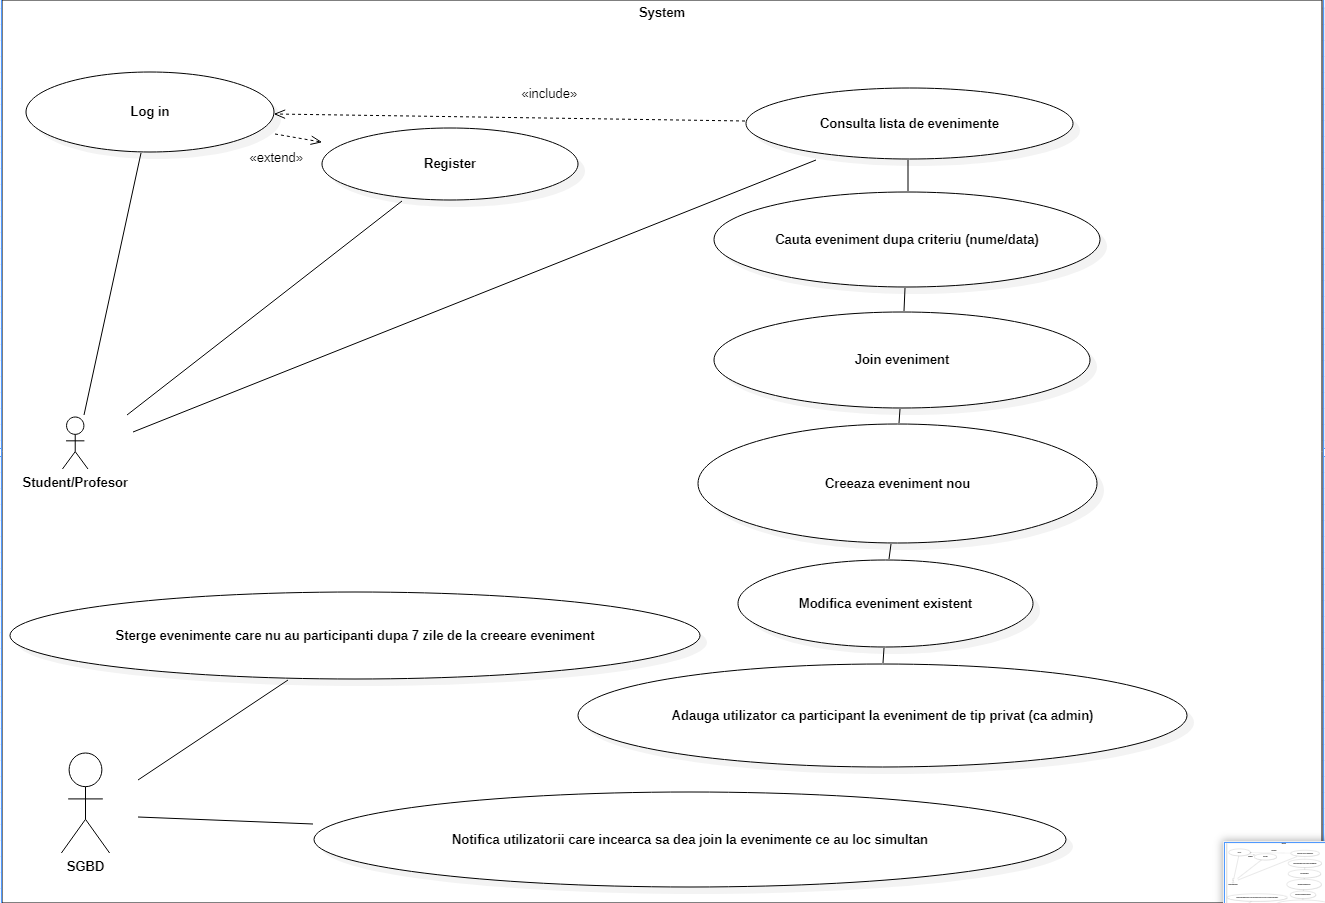 System
Log in
«include»
Consulta lista de evenimente
«extend»
Register
Cauta eveniment dupa criteriu (nume/data)
Join eveniment
Student/Profesor
Creeaza eveniment nou
Modifica eveniment existent
Sterge evenimente care nu au participanti dupa 7 zile de la creeare eveniment
Adauga utilizator ca participant la eveniment de tip privat (ca admin)
SGBD
Notifica utilizatorii care incearca sa dea join la evenimente ce au loc simultan